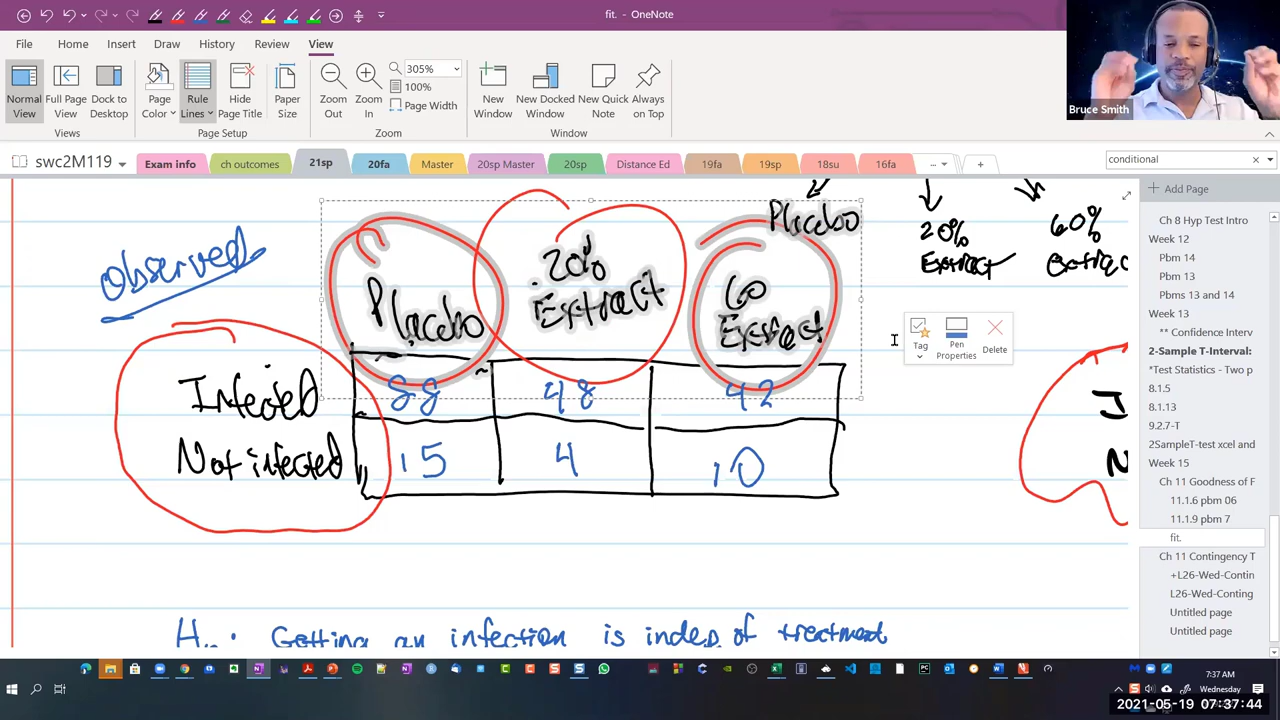 fit. - OneNote
File Home Insert Draw History Review View
Normal View
Full Page View
Dock to Desktop
Views
Page Color
Rule Lines
Hide Page Title
Paper Size
Page Setup
Zoom Out
Zoom In
305%
100%
Page Width
Zoom
New Window
New Docked Window
New Quick Note
Always on Top
Window
Bruce Smith
swc2M119
Exam info ch outcomes 21sp 20fa Master 20sp Master 20sp Distance Ed 19fa 19sp 18su 16fa ... +
conditional
Add Page
Ch 8 Hyp Test Intro
Week 12
Pbm 14
Pbm 13
Pbms 13 and 14
Week 13
** Confidence Interv
2-Sample T-Interval:
*Test Statistics - Two p
8.1.5
8.1.13
9.2.7-T
2SampleT-test xcel and
Week 15
Ch 11 Goodness of F
11.1.6 pbm 06
11.1.9 pbm 7
fit.
Ch 11 Contingency T
+L26-Wed-Contin
L26-Wed-Conting
Untitled page
Untitled page
Placebo
20% Extract
60%
Observed
Placebo
20% Extract
60 Extract
Tag
Pen Properties
Delete
Infected 88 48 42
Not infected 15 4 10
Getting an infection is indep of treatment
7:37 AM
Wednesday
2021-05-19 07:37:44